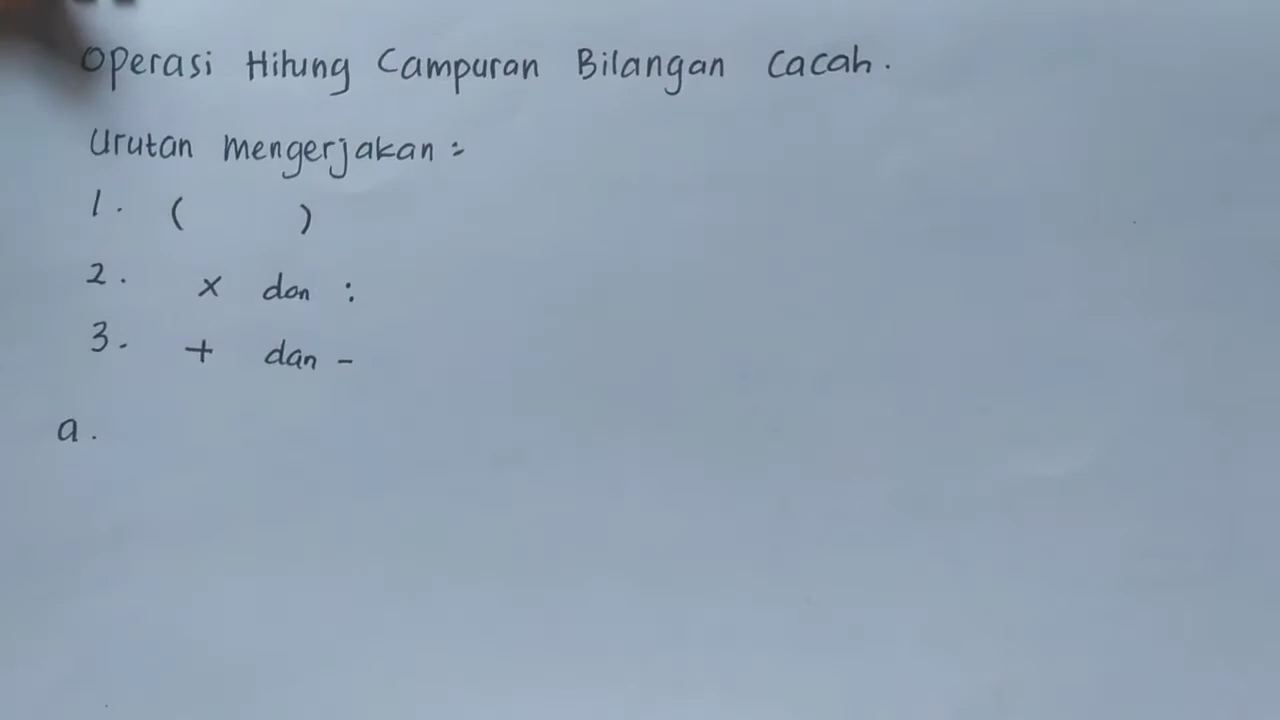 Operasi Hitung Campuran Bilangan Cacah.
Urutan mengerjakan :
1. ( )
2. x dan :
3. + dan -
a.